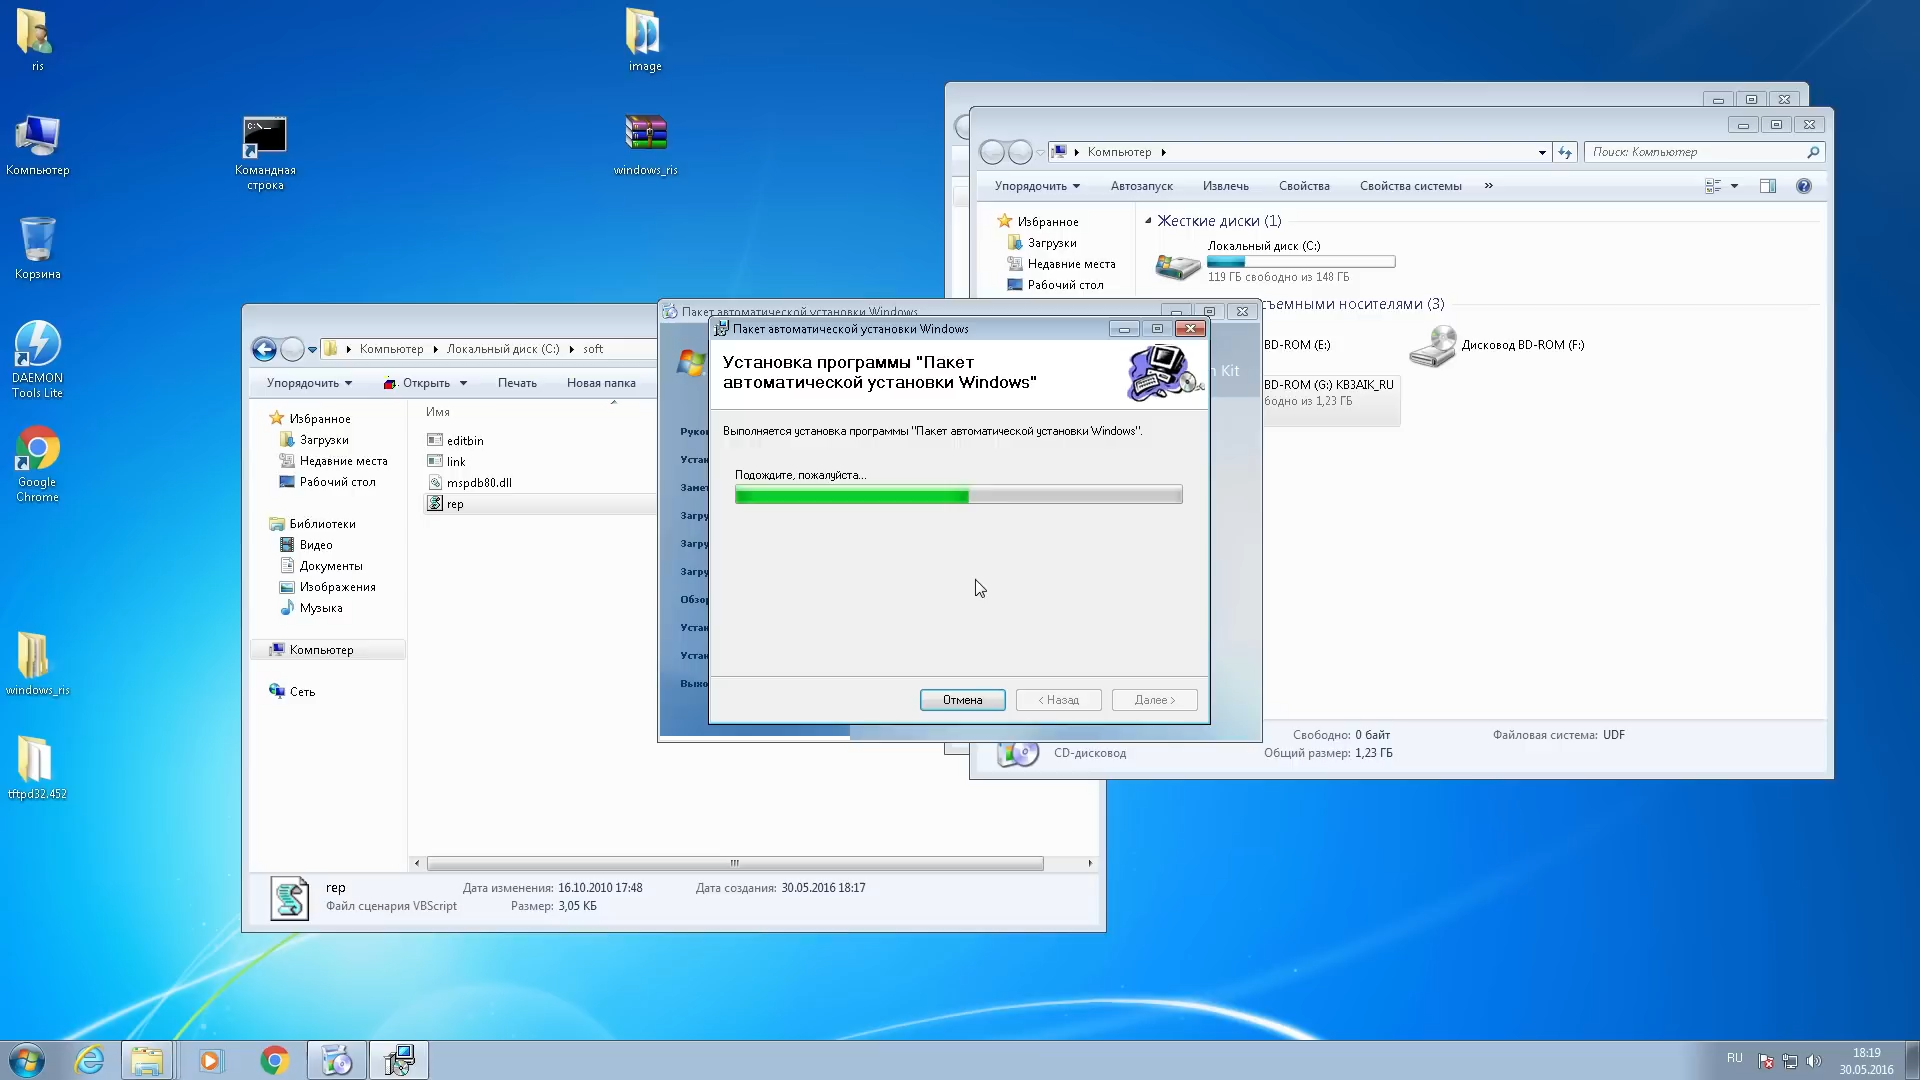 ris
Компьютер
Корзина
DAEMON
Tools Lite
Google
Chrome
windows_ris
tftpd32.452
Командная
строка
image
windows_ris
Компьютер
Поиск: Компьютер
Упорядочить
Автозапуск
Извлечь
Свойства
Свойства системы
»
Избранное
Загрузки
Недавние места
Рабочий стол
Жесткие диски (1)
Локальный диск (C:)
119 ГБ свободно из 148 ГБ
съемными носителями (3)
BD-ROM (E:)
Дисковод BD-ROM (F:)
BD-ROM (G:) KB3AIK_RU
бодно из 1,23 ГБ
CD-дисковод
Свободно: 0 байт
Общий размер: 1,23 ГБ
Файловая система: UDF
Компьютер
Локальный диск (C:)
soft
Упорядочить
Открыть
Печать
Новая папка
Избранное
Загрузки
Недавние места
Рабочий стол
Библиотеки
Видео
Документы
Изображения
Музыка
Компьютер
Сеть
Имя
editbin
link
mspdb80.dll
rep
rep
Файл сценария VBScript
Дата изменения: 16.10.2010 17:48
Размер: 3,05 КБ
Дата создания: 30.05.2016 18:17
Пакет автоматической установки Windows
n Kit
Руко
Уста
Заме
Загру
Загру
Загру
Обзор
Уста
Уста
Выхо
Пакет автоматической установки Windows
Установка программы "Пакет
автоматической установки Windows"
Выполняется установка программы "Пакет автоматической установки Windows".
Подождите, пожалуйста...
Отмена
< Назад
Далее >
RU
18:19
30.05.2016